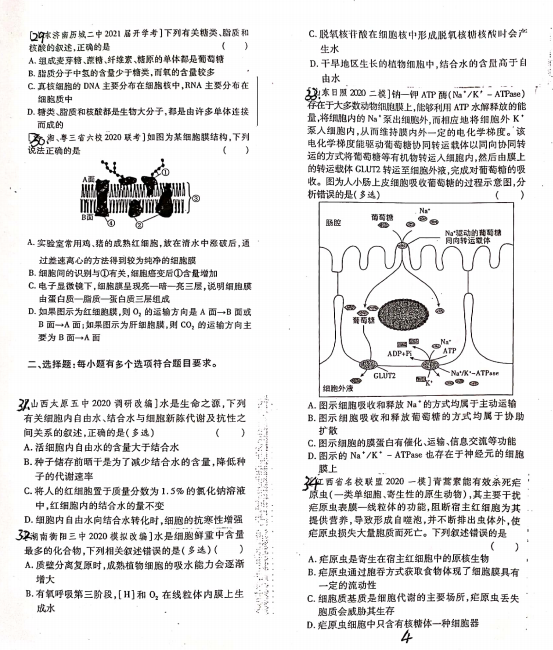 29 济南历城二中2021届开学考]下列有关糖类、脂质和
核酸的叙述,正确的是 ( )
A. 组成麦芽糖、蔗糖、纤维素、糖原的单体都是葡萄糖
B. 脂质分子中氢的含量少于糖类,而氧的含量较多
C. 真核细胞的DNA主要分布在细胞核中,RNA主要分布在
细胞质中
D. 糖类、脂质和核酸都是生物大分子,都是由许多单体连接
而成的
30 粤三省六校2020联考]如图为某细胞膜结构,下列
说法正确的是 ( )
A面
B面
①
②
③
④
A. 实验室常用鸡、猪的成熟红细胞,放在清水中涨破后,通
过差速离心的方法得到较为纯净的细胞膜
B. 细胞间的识别与①有关,细胞癌变后①含量增加
C. 电子显微镜下,细胞膜呈现亮—暗—亮三层,说明细胞膜
由蛋白质—脂质—蛋白质三层组成
D. 如果图示为红细胞膜,则O₂的运输方向是A面→B面或
B面→A面;如果图示为肝细胞膜,则CO₂的运输方向主
要为B面→A面
二、选择题:每小题有多个选项符合题目要求。
31 山西太原五中2020调研改编]水是生命之源,下列
有关细胞内自由水、结合水与细胞新陈代谢及抗性之
间关系的叙述,正确的是(多选) ( )
A. 活细胞内自由水的含量大于结合水
B. 种子储存前晒干是为了减少结合水的含量,降低种
子的代谢速率
C. 将人的红细胞置于质量分数为1.5%的氯化钠溶液
中,红细胞内的结合水的量不变
D. 细胞内自由水向结合水转化时,细胞的抗寒性增强
32 湖南衡阳三中2020模拟改编]水是细胞鲜重中含量
最多的化合物,下列相关叙述错误的是(多选) ( )
A. 质壁分离复原时,成熟植物细胞的吸水能力会逐渐
增大
B. 有氧呼吸第三阶段,[H]和O₂在线粒体内膜上生
成水
C. 脱氧核苷酸在细胞核中形成脱氧核糖核酸时会产
生水
D. 干旱地区生长的植物细胞中,结合水的含量高于自
由水
33 东日照2020二模]钠—钾ATP酶(Na⁺/K⁺-ATPase)
存在于大多数动物细胞膜上,能够利用ATP水解释放的能
量,将细胞内的Na⁺泵出细胞外,而相应地将细胞外K⁺
泵入细胞内,从而维持膜内外一定的电化学梯度。该
电化学梯度能驱动葡萄糖协同转运载体以同向协同转
运的方式将葡萄糖等有机物转运入细胞内,然后由膜上
的转运载体GLUT2转运至细胞外液,完成对葡萄糖的吸
收。图为人小肠上皮细胞吸收葡萄糖的过程示意图,分
析错误的是(多选) ( )
肠腔
葡萄糖
Na⁺
Na⁺驱动的葡萄糖
同向转运载体
葡萄糖
Na⁺
ADP+Pi
ATP
GLUT2
K⁺
Na⁺/K⁺-ATPase
细胞外液
A. 图示细胞吸收和释放Na⁺的方式均属于主动运输
B. 图示细胞吸收和释放葡萄糖的方式均属于协助
扩散
C. 图示细胞的膜蛋白有催化、运输、信息交流等功能
D. 图示的Na⁺/K⁺-ATPase也存在于神经元的细胞
膜上
34 江西省名校联盟2020一模]青蒿素能有效杀死疟
原虫(一类单细胞、寄生性的原生动物),其主要干扰
疟原虫表膜—线粒体的功能,阻断宿主红细胞为其
提供营养,导致形成自噬泡,并不断排出虫体外,使
疟原虫损失大量胞质而死亡。下列叙述错误的是
( )
A. 疟原虫是寄生在宿主红细胞中的原核生物
B. 疟原虫通过胞吞方式获取食物体现了细胞膜具有
一定的流动性
C. 细胞质基质是细胞代谢的主要场所,疟原虫丢失
胞质会威胁其生存
D. 疟原虫细胞中只含有核糖体一种细胞器
4